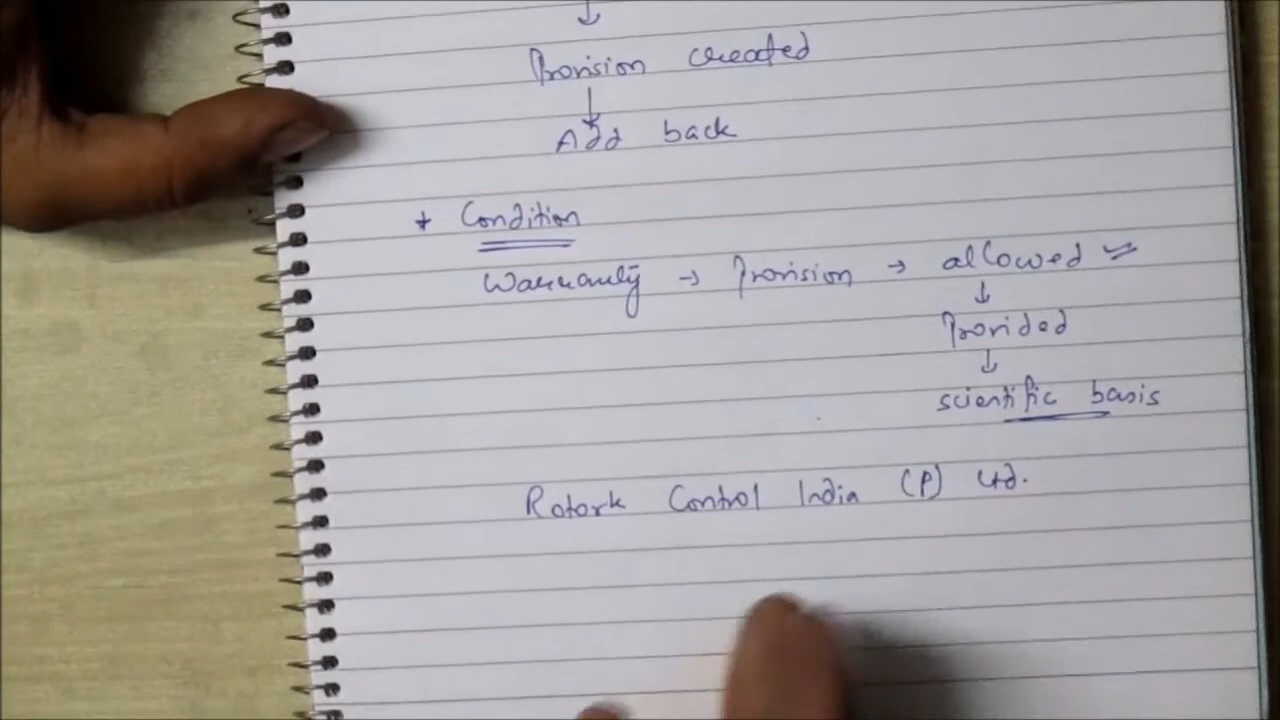 ↓
Provision created
↓
Add back
* Condition
Warranty → Provision → allowed
↓
Provided
↓
scientific basis
Rotork Control India (P) Ltd.